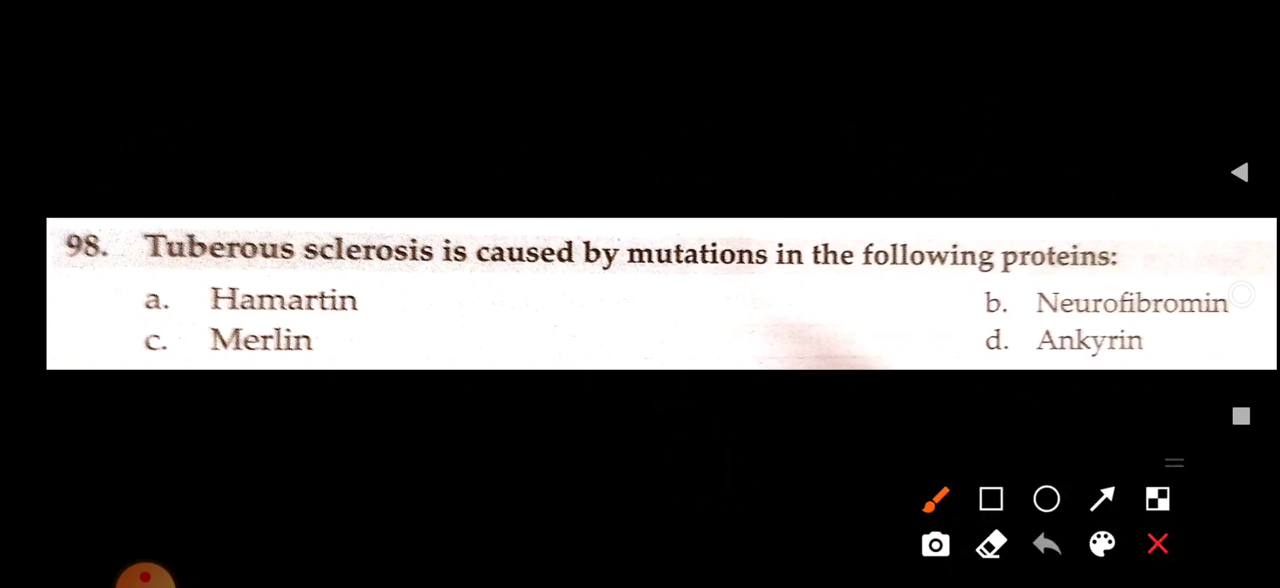 98. Tuberous sclerosis is caused by mutations in the following proteins:
a. Hamartin b. Neurofibromin
c. Merlin d. Ankyrin